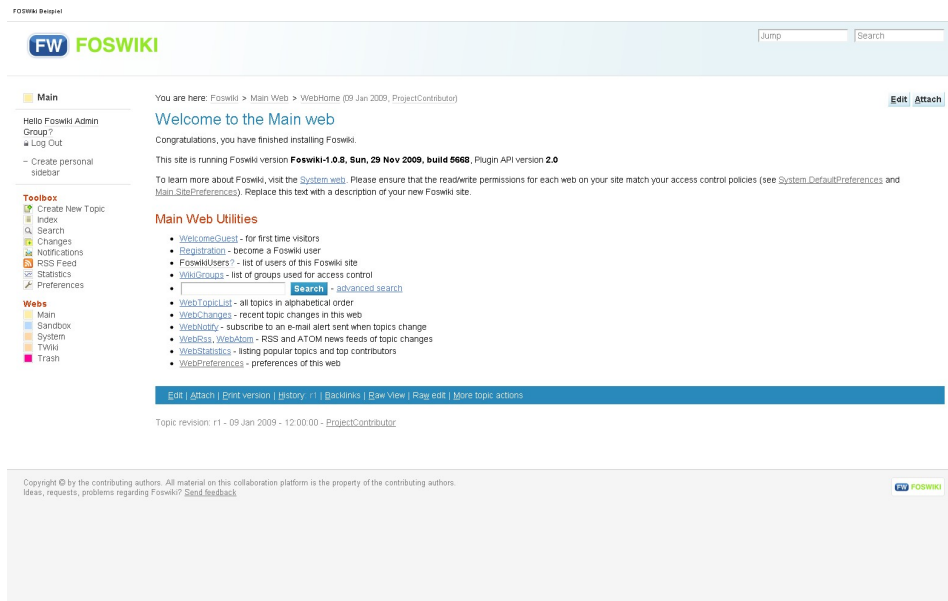 FOSWiki Beispiel
FW FOSWIKI
Jump
Search
Main
Hello Foswiki Admin
Group?
Log Out
Create personal
sidebar
Toolbox
Create New Topic
Index
Search
Changes
Notifications
RSS Feed
Statistics
Preferences
Webs
Main
Sandbox
System
TWiki
Trash
You are here: Foswiki > Main Web > WebHome (09 Jan 2009, ProjectContributor)
Edit Attach
Welcome to the Main web
Congratulations, you have finished installing Foswiki.
This site is running Foswiki version Foswiki-1.0.8, Sun, 29 Nov 2009, build 5668, Plugin API version 2.0
To learn more about Foswiki, visit the System web. Please ensure that the read/write permissions for each web on your site match your access control policies (see System.DefaultPreferences and
Main.SitePreferences). Replace this text with a description of your new Foswiki site.
Main Web Utilities
• WelcomeGuest - for first time visitors
• Registration - become a Foswiki user
• FoswikiUsers? - list of users of this Foswiki site
• WikiGroups - list of groups used for access control
• Search - advanced search
• WebTopicList - all topics in alphabetical order
• WebChanges - recent topic changes in this web
• WebNotify - subscribe to an e-mail alert sent when topics change
• WebRss, WebAtom - RSS and ATOM news feeds of topic changes
• WebStatistics - listing popular topics and top contributors
• WebPreferences - preferences of this web
Edit | Attach | Print version | History: r1 | Backlinks | Raw View | Raw edit | More topic actions
Topic revision: r1 - 09 Jan 2009 - 12:00:00 - ProjectContributor
Copyright © by the contributing authors. All material on this collaboration platform is the property of the contributing authors.
Ideas, requests, problems regarding Foswiki? Send feedback
FW FOSWIKI